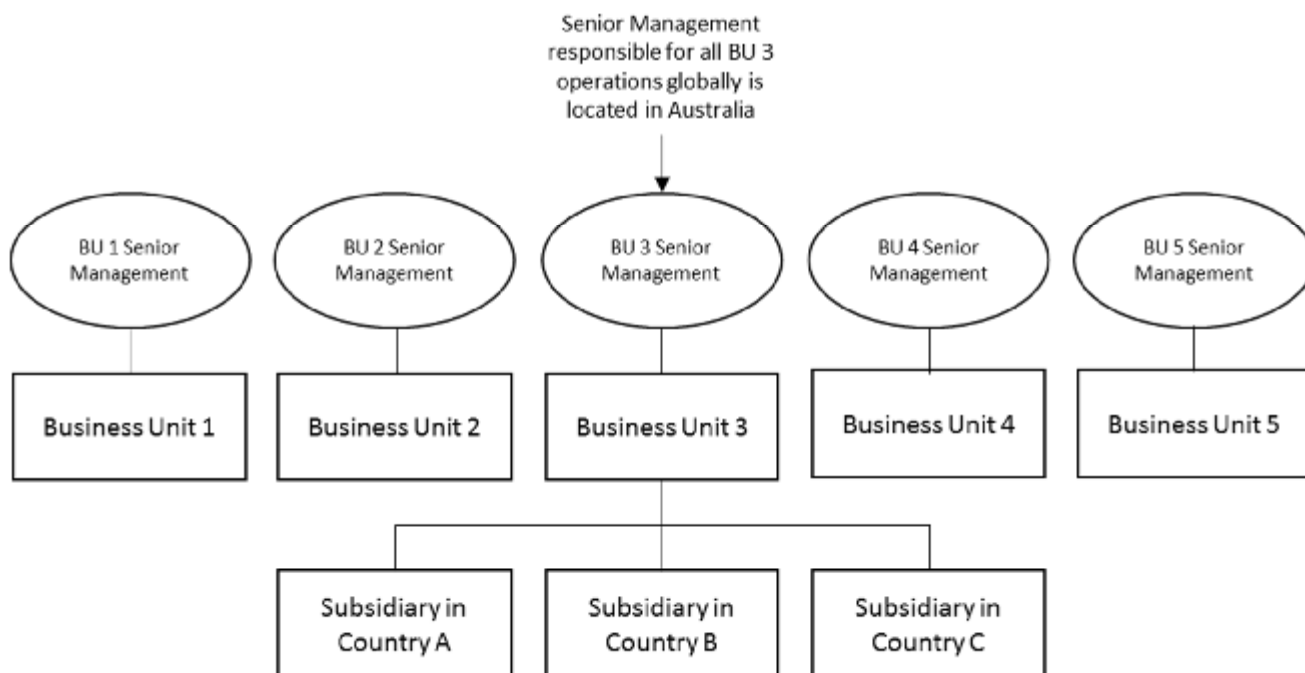 Senior Management
responsible for all BU 3
operations globally is
located in Australia
BU 1 Senior
Management
BU 2 Senior
Management
BU 3 Senior
Management
BU 4 Senior
Management
BU 5 Senior
Management
Business Unit 1
Business Unit 2
Business Unit 3
Business Unit 4
Business Unit 5
Subsidiary in
Country A
Subsidiary in
Country B
Subsidiary in
Country C